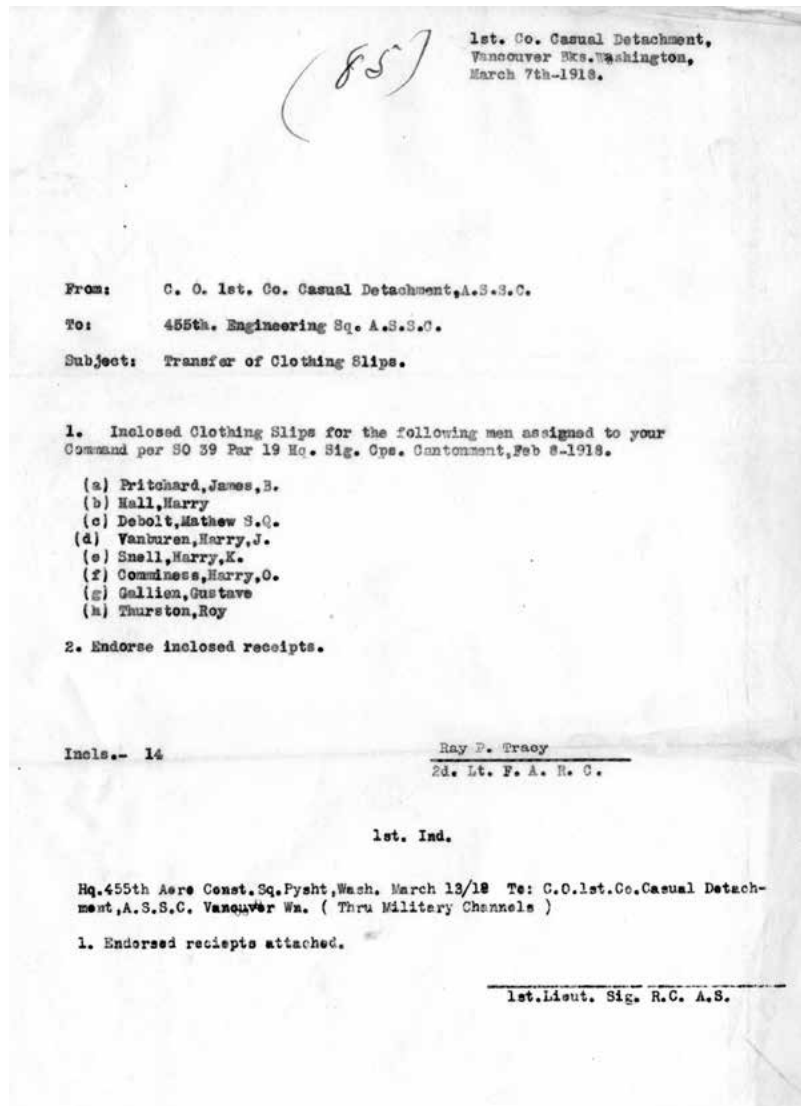 (85)
1st. Co. Casual Detachment,
Vancouver Bks.Washington,
March 7th-1918.
From: C. O. 1st. Co. Casual Detachment,A.S.S.C.
To: 455th. Engineering Sq. A.S.S.C.
Subject: Transfer of Clothing Slips.
1. Inclosed Clothing Slips for the following men assigned to your
Command per SO 39 Par 19 Hq. Sig. Cps. Cantonment,Feb 8-1918.
(a) Pritchard,James,B.
(b) Hall,Harry
(c) Debolt,Mathew S.Q.
(d) Vanburen,Harry,J.
(e) Snell,Harry,K.
(f) Comminess,Harry,O.
(g) Gallien,Gustave
(h) Thurston,Roy
2. Endorse inclosed receipts.
Incls.- 14
Ray P. Tracy
2d. Lt. F. A. R. C.
1st. Ind.
Hq.455th Aero Const.Sq.Pysht,Wash. March 13/18 To: C.O.1st.Co.Casual Detach-
ment,A.S.S.C. Vancuver Wn. ( Thru Military Channels )
1. Endorsed reciepts attached.
1st.Lieut. Sig. R.C. A.S.